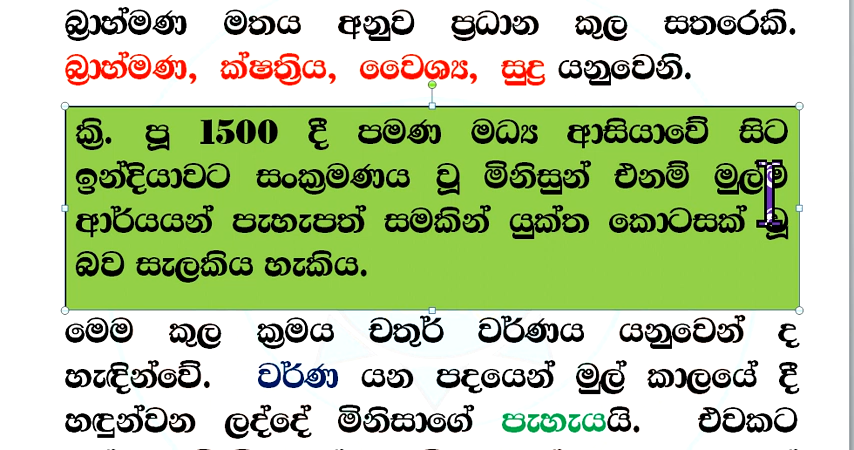 බ්‍රාහ්මණ මතය අනුව ප්‍රධාන කුල සතරෙකි.
බ්‍රාහ්මණ, ක්ෂත්‍රිය, වෛශ්‍ය, සුද්‍ර යනුවෙනි.
ක්‍රි. පූ 1500 දී පමණ මධ්‍ය ආසියාවේ සිට
ඉන්දියාවට සංක්‍රමණය වූ මිනිසුන් එනම් මුල්ම
ආර්යයන් පැහැපත් සමකින් යුක්ත කොටසක් වූ
බව සැලකිය හැකිය.
මෙම කුල ක්‍රමය චතුර් වර්ණය යනුවෙන් ද
හැඳින්වේ. වර්ණ යන පදයෙන් මුල් කාලයේ දී
හඳුන්වන ලද්දේ මිනිසාගේ පැහැයයි. එවකට